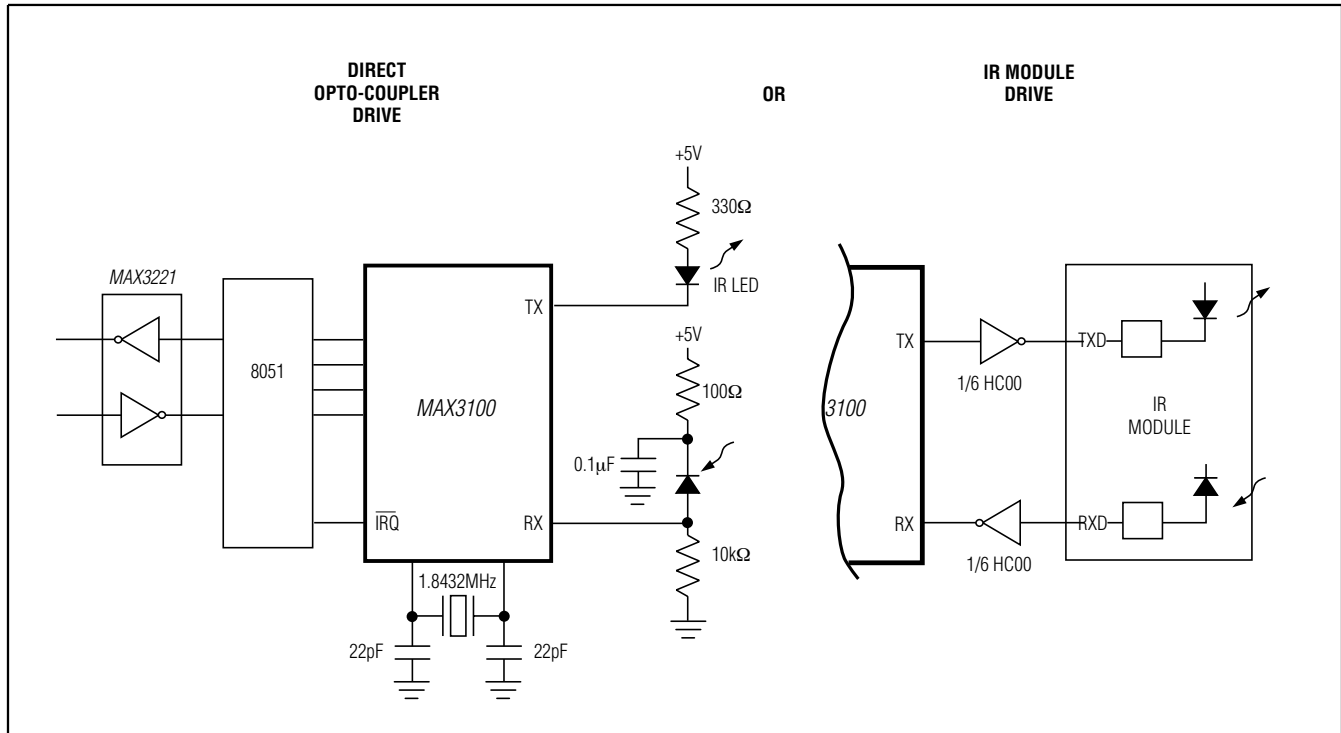 DIRECT
OPTO-COUPLER
DRIVE
OR
IR MODULE
DRIVE
+5V
330Ω
IR LED
MAX3221
8051
MAX3100
TX
IRQ
RX
+5V
100Ω
0.1µF
10kΩ
1.8432MHz
22pF
22pF
3100
TX
RX
1/6 HC00
1/6 HC00
TXD
RXD
IR
MODULE